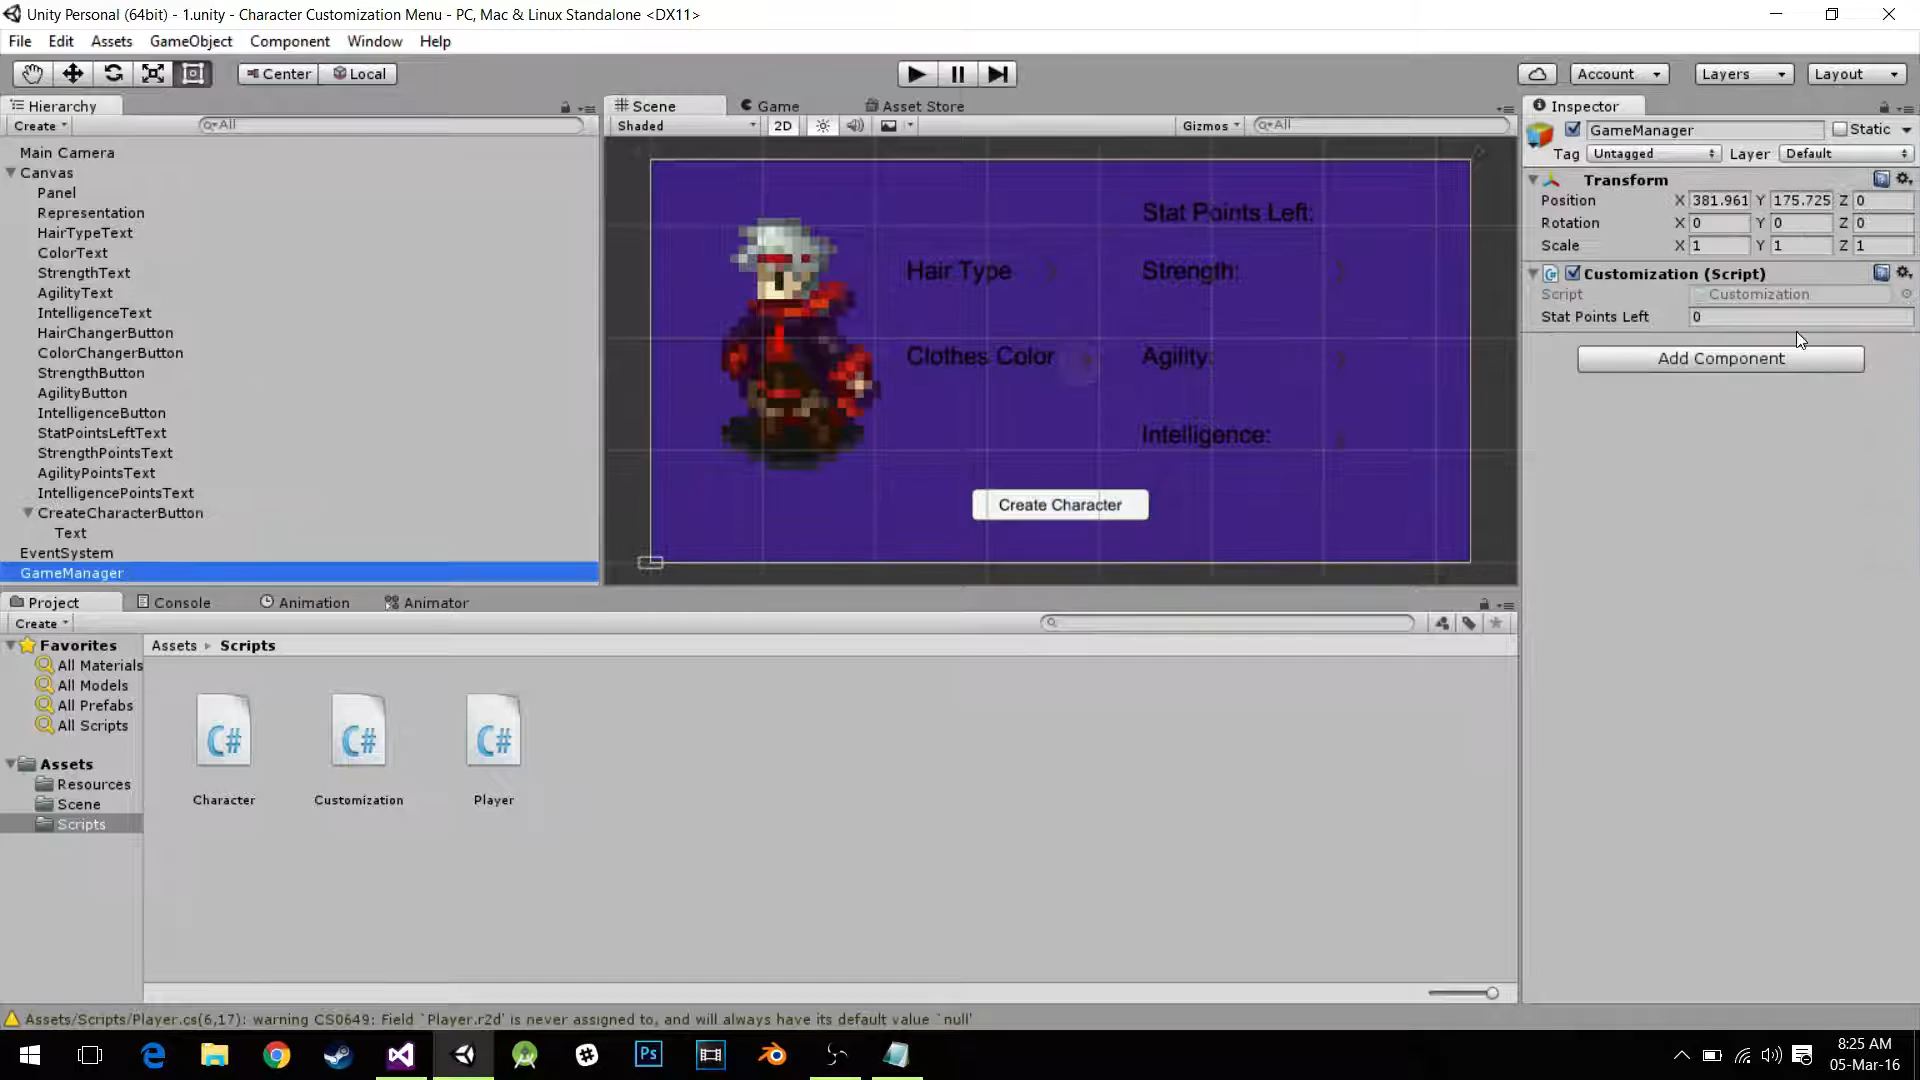 Unity Personal (64bit) - 1.unity - Character Customization Menu - PC, Mac & Linux Standalone <DX11>
File Edit Assets GameObject Component Window Help
Center Local Account Layers Layout
Hierarchy
Create All
Main Camera
Canvas
Panel
Representation
HairTypeText
ColorText
StrengthText
AgilityText
IntelligenceText
HairChangerButton
ColorChangerButton
StrengthButton
AgilityButton
IntelligenceButton
StatPointsLeftText
StrengthPointsText
AgilityPointsText
IntelligencePointsText
CreateCharacterButton
Text
EventSystem
GameManager
Scene Game Asset Store
Shaded 2D Gizmos All
Stat Points Left:
Hair Type Strength:
Clothes Color Agility:
Intelligence:
Create Character
Inspector
GameManager Static
Tag Untagged Layer Default
Transform
Position X 381.961 Y 175.725 Z 0
Rotation X 0 Y 0 Z 0
Scale X 1 Y 1 Z 1
Customization (Script)
Script Customization
Stat Points Left 0
Add Component
Project Console Animation Animator
Create
Favorites
All Materials
All Models
All Prefabs
All Scripts
Assets
Resources
Scene
Scripts
Assets Scripts
C# C# C#
Character Customization Player
Assets/Scripts/Player.cs(6,17): warning CS0649: Field `Player.r2d' is never assigned to, and will always have its default value `null'
Ps
8:25 AM
05-Mar-16